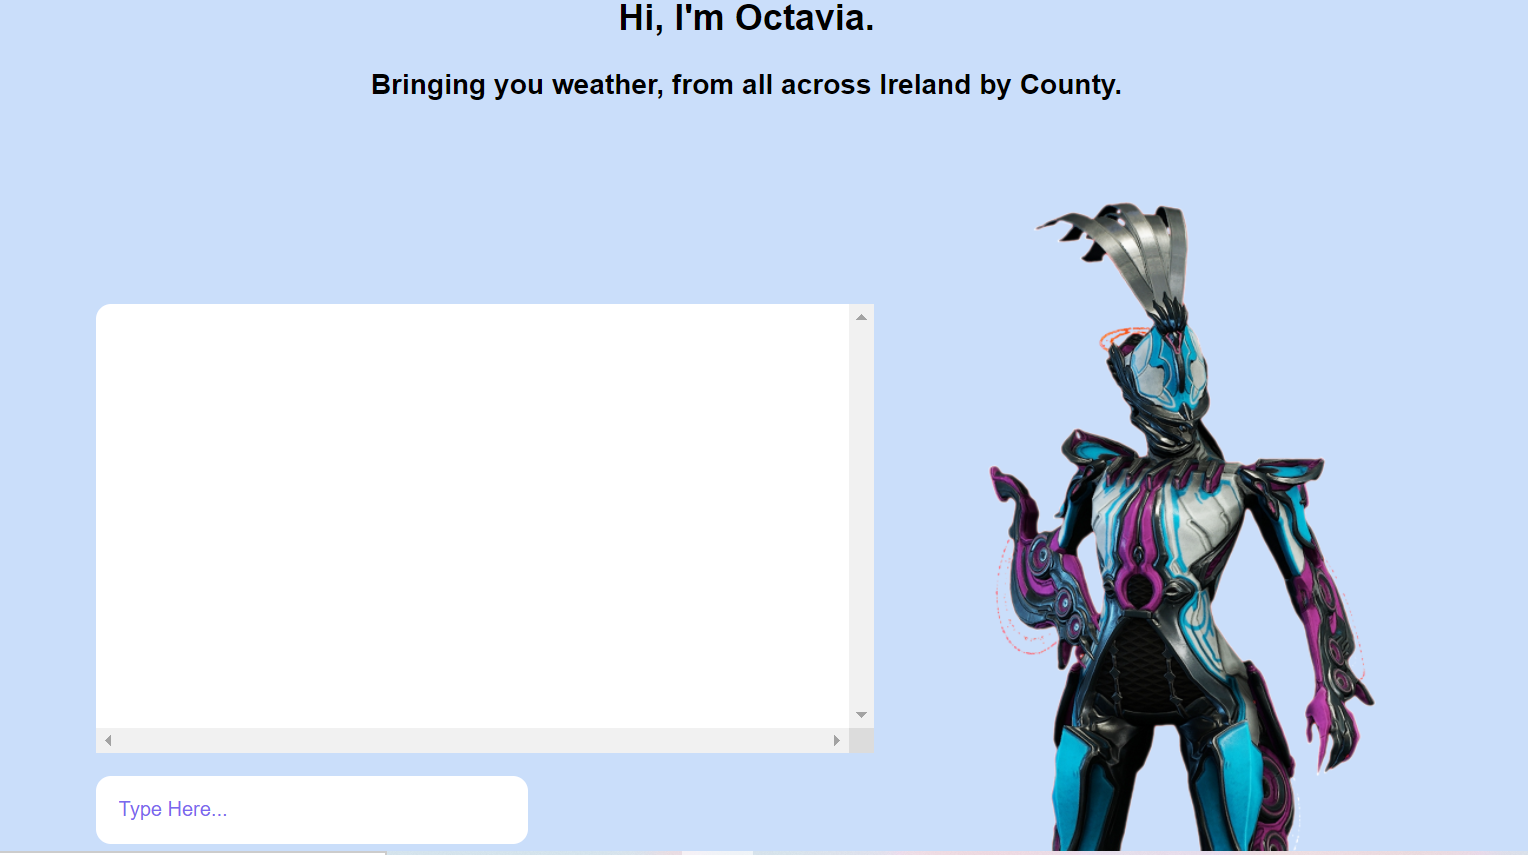 Hi, I'm Octavia.
Bringing you weather, from all across Ireland by County.
Type Here...